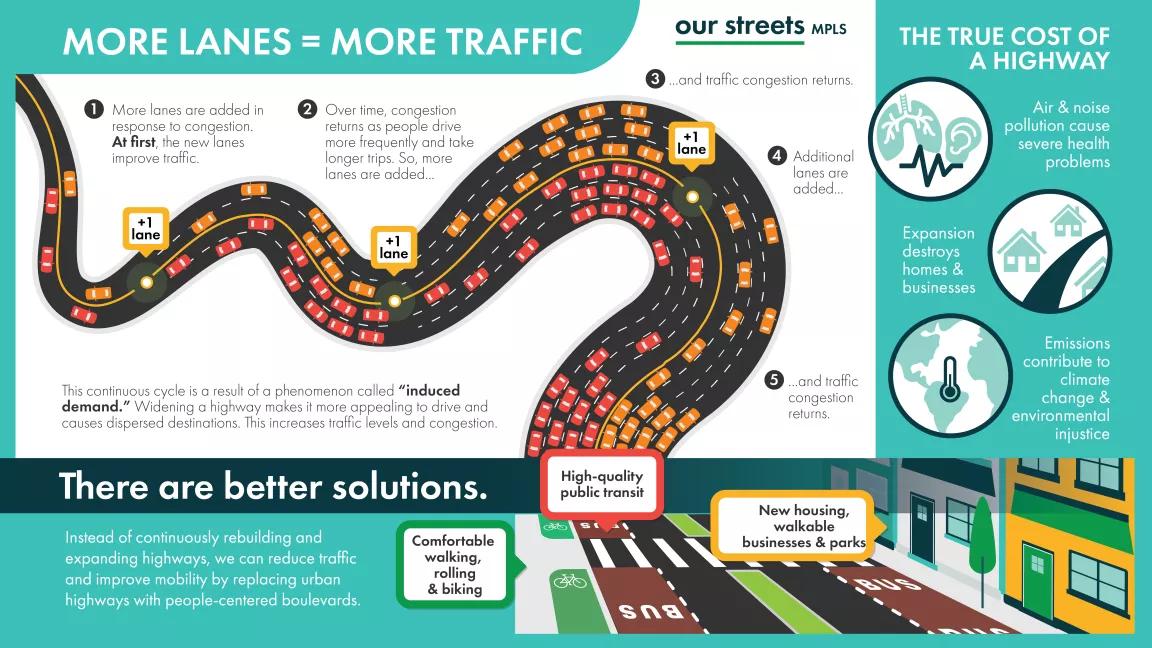 MORE LANES = MORE TRAFFIC
our streets MPLS
1 More lanes are added in
response to congestion.
At first, the new lanes
improve traffic.
2 Over time, congestion
returns as people drive
more frequently and take
longer trips. So, more
lanes are added...
3 ...and traffic congestion returns.
4 Additional
lanes are
added...
5 ...and traffic
congestion
returns.
+1
lane
+1
lane
+1
lane
This continuous cycle is a result of a phenomenon called “induced
demand.” Widening a highway makes it more appealing to drive and
causes dispersed destinations. This increases traffic levels and congestion.
THE TRUE COST OF
A HIGHWAY
Air & noise
pollution cause
severe health
problems
Expansion
destroys
homes &
businesses
Emissions
contribute to
climate
change &
environmental
injustice
There are better solutions.
Instead of continuously rebuilding and
expanding highways, we can reduce traffic
and improve mobility by replacing urban
highways with people-centered boulevards.
Comfortable
walking,
rolling
& biking
High-quality
public transit
New housing,
walkable
businesses & parks
BUS
BUS
BUS
BUS